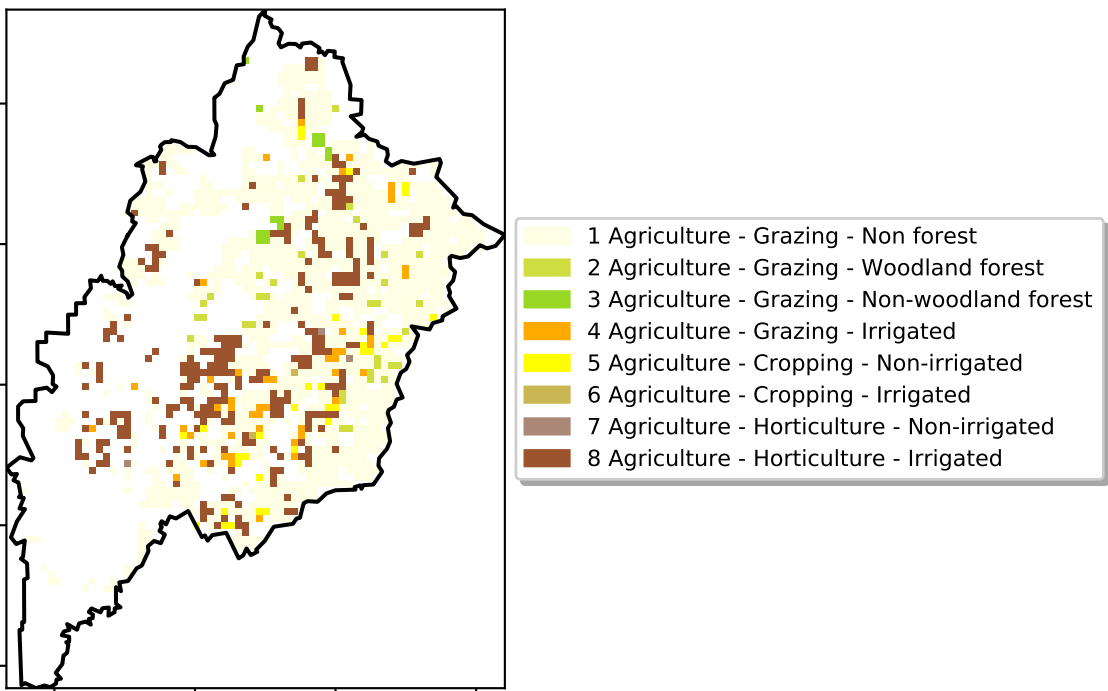 1 Agriculture - Grazing - Non forest
2 Agriculture - Grazing - Woodland forest
3 Agriculture - Grazing - Non-woodland forest
4 Agriculture - Grazing - Irrigated
5 Agriculture - Cropping - Non-irrigated
6 Agriculture - Cropping - Irrigated
7 Agriculture - Horticulture - Non-irrigated
8 Agriculture - Horticulture - Irrigated